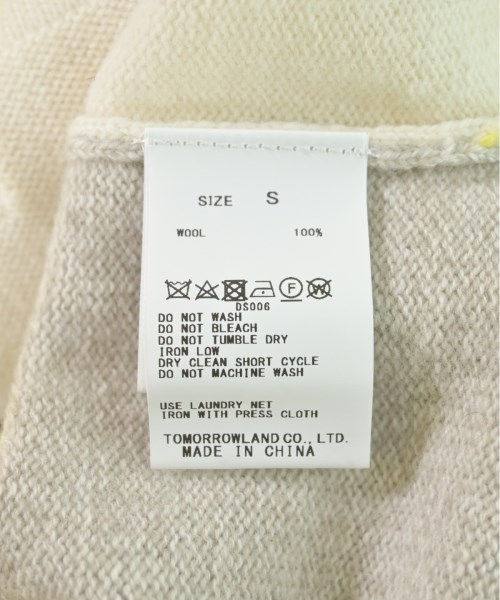 SIZE S
WOOL 100%
F W
DS006
DO NOT WASH
DO NOT BLEACH
DO NOT TUMBLE DRY
IRON LOW
DRY CLEAN SHORT CYCLE
DO NOT MACHINE WASH
USE LAUNDRY NET
IRON WITH PRESS CLOTH
TOMORROWLAND CO., LTD.
MADE IN CHINA